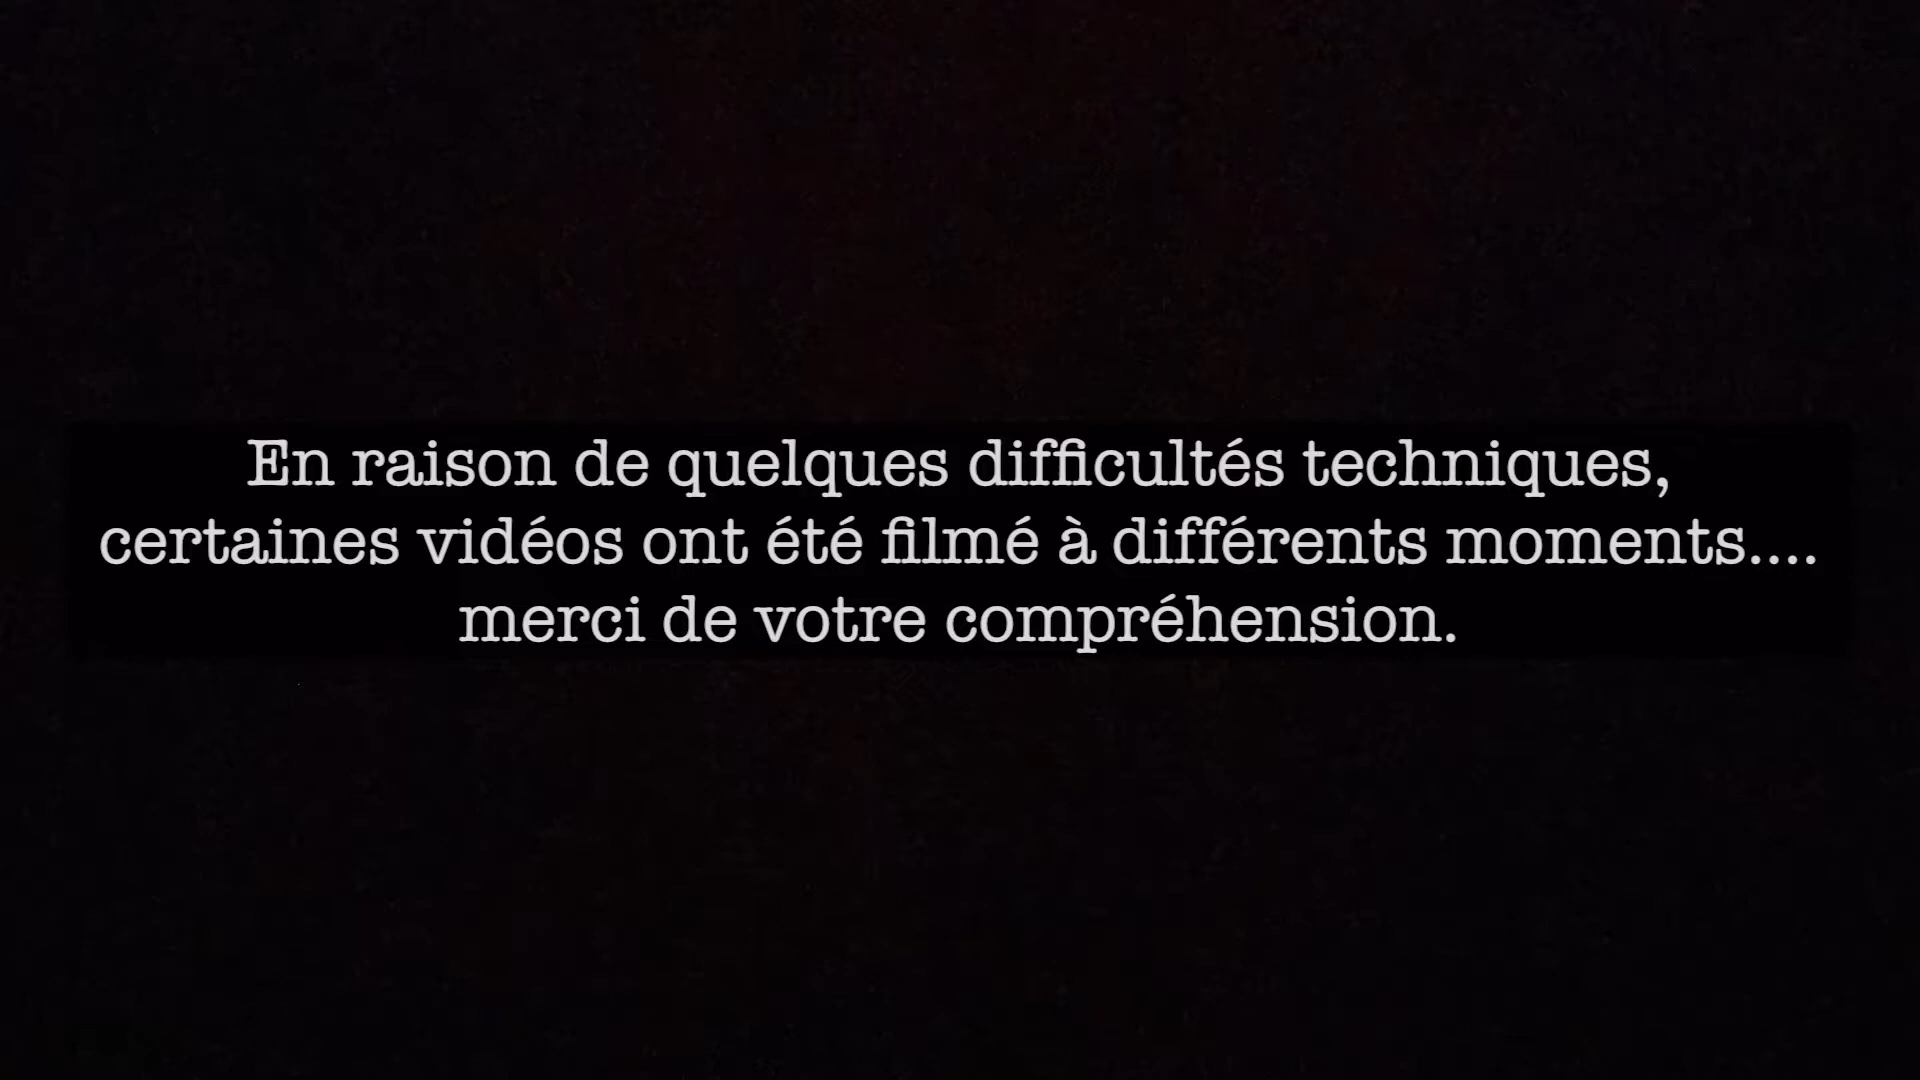 En raison de quelques difficultés techniques,
certaines vidéos ont été filmé à différents moments....
merci de votre compréhension.